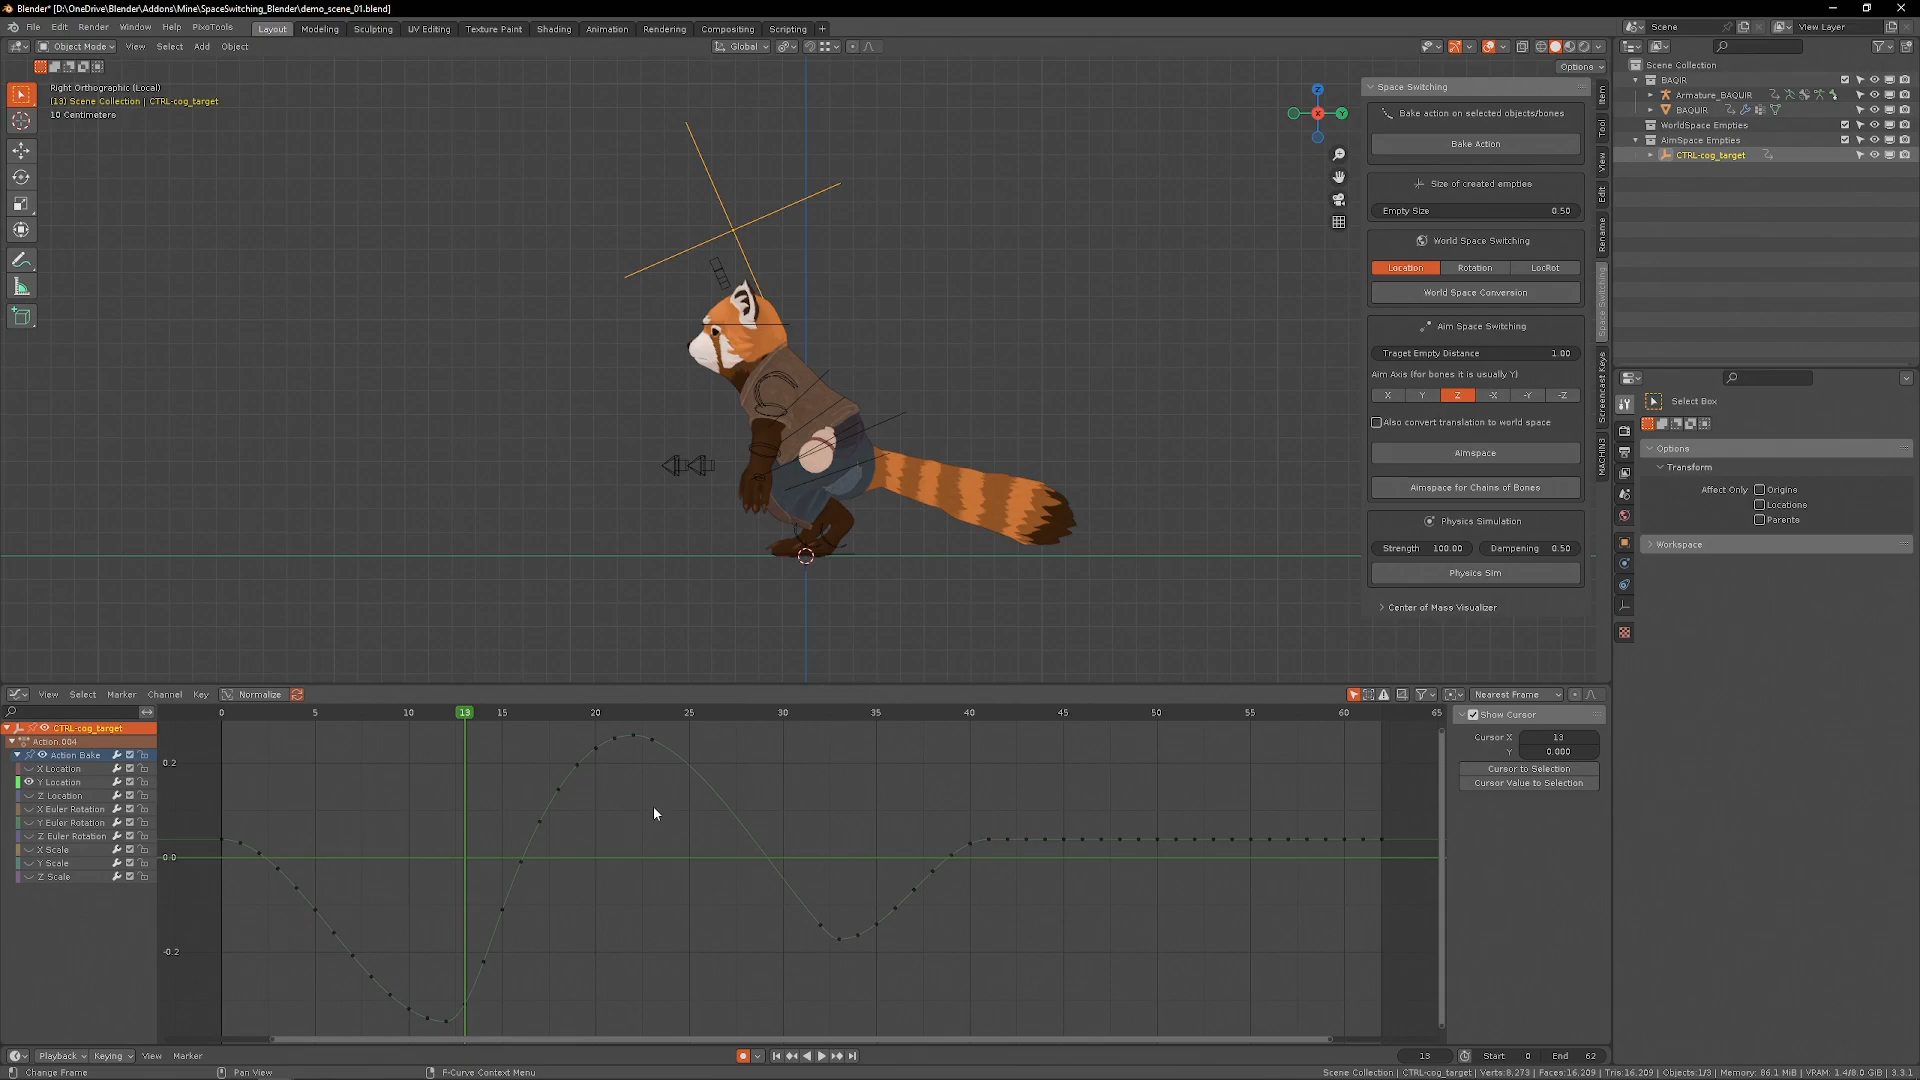 Blender* [D:\OneDrive\Blender\Addons\Mine\SpaceSwitching_Blender\demo_scene_01.blend]
File Edit Render Window Help PixoTools Layout Modeling Sculpting UV Editing Texture Paint Shading Animation Rendering Compositing Scripting + Scene View Layer
Object Mode View Select Add Object Global
Options
Right Orthographic (Local)
(13) Scene Collection | CTRL-cog_target
10 Centimeters
Z
X
Y
Space Switching
Bake action on selected objects/bones
Bake Action
Size of created empties
Empty Size 0.50
World Space Switching
Location Rotation LocRot
World Space Conversion
Aim Space Switching
Traget Empty Distance 1.00
Aim Axis (for bones it is usually Y)
X Y Z -X -Y -Z
Also convert translation to world space
Aimspace
Aimspace for Chains of Bones
Physics Simulation
Strength 100.00 Dampening 0.50
Physics Sim
Center of Mass Visualizer
Item
Tool
View
Edit
Rename
Space Switching
Screencast Keys
MACHIN3
Scene Collection
BAQIR
Armature_BAQUIR
BAQUIR
WorldSpace Empties
AimSpace Empties
CTRL-cog_target
Select Box
Options
Transform
Affect Only Origins
Locations
Parents
Workspace
View Select Marker Channel Key Normalize Nearest Frame
0 5 10 13 15 20 25 30 35 40 45 50 55 60 65
CTRL-cog_target
Action.004
Action Bake
X Location
Y Location
Z Location
X Euler Rotation
Y Euler Rotation
Z Euler Rotation
X Scale
Y Scale
Z Scale
0.2
0.0
-0.2
Show Cursor
Cursor X 13
Y 0.000
Cursor to Selection
Cursor Value to Selection
Playback Keying View Marker 13 Start 0 End 62
Change Frame Pan View F-Curve Context Menu Scene Collection | CTRL-cog_target | Verts:8,273 | Faces:16,209 | Tris:16,209 | Objects:1/3 | Memory: 86.1 MiB | VRAM: 1.4/8.0 GiB | 3.3.1